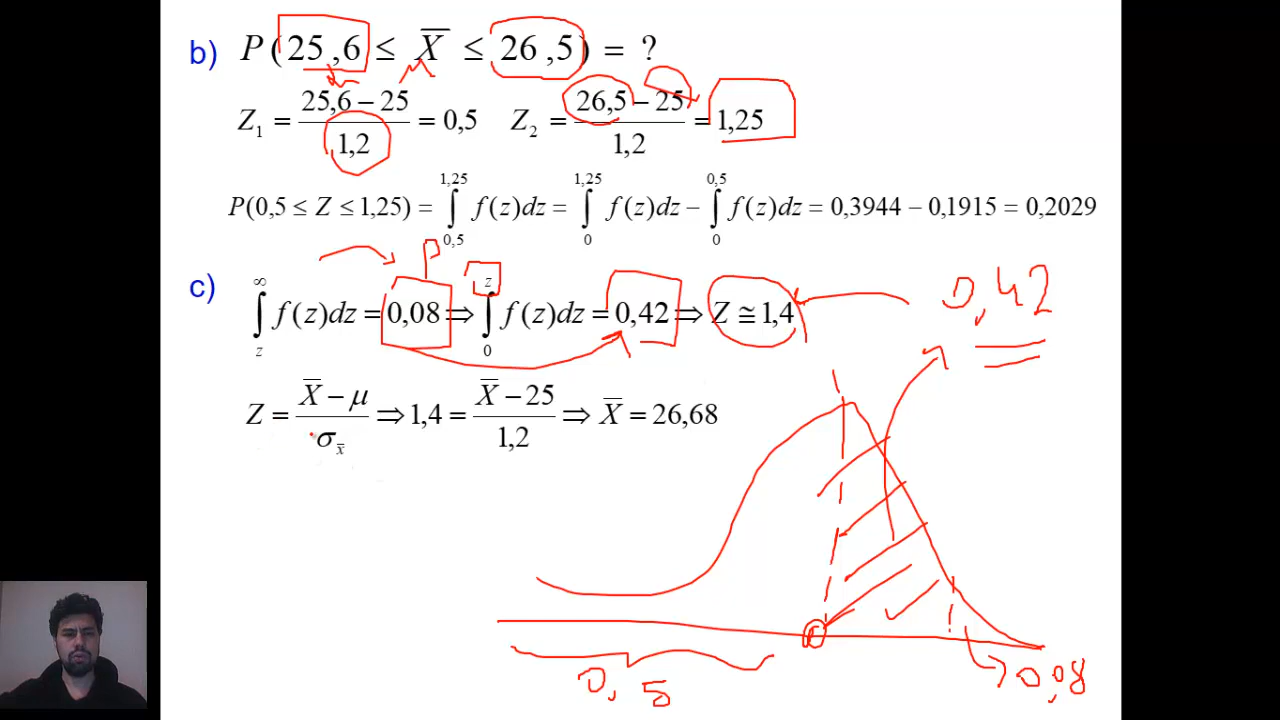 b) P( 25 ,6 ≤ X̅ ≤ 26 ,5 ) = ?
Z₁ = (25,6 − 25)/1,2 = 0,5   Z₂ = (26,5 − 25)/1,2 = 1,25
P(0,5 ≤ Z ≤ 1,25) = ∫_{0,5}^{1,25} f(z)dz = ∫_{0}^{1,25} f(z)dz − ∫_{0}^{0,5} f(z)dz = 0,3944 − 0,1915 = 0,2029
P
0,42
c) ∫_{z}^{∞} f(z)dz = 0,08 ⇒ ∫_{0}^{z} f(z)dz = 0,42 ⇒ Z ≅ 1,4
Z = (X̅ − μ)/σ_x̅ ⇒ 1,4 = (X̅ − 25)/1,2 ⇒ X̅ = 26,68
0,5
0,08